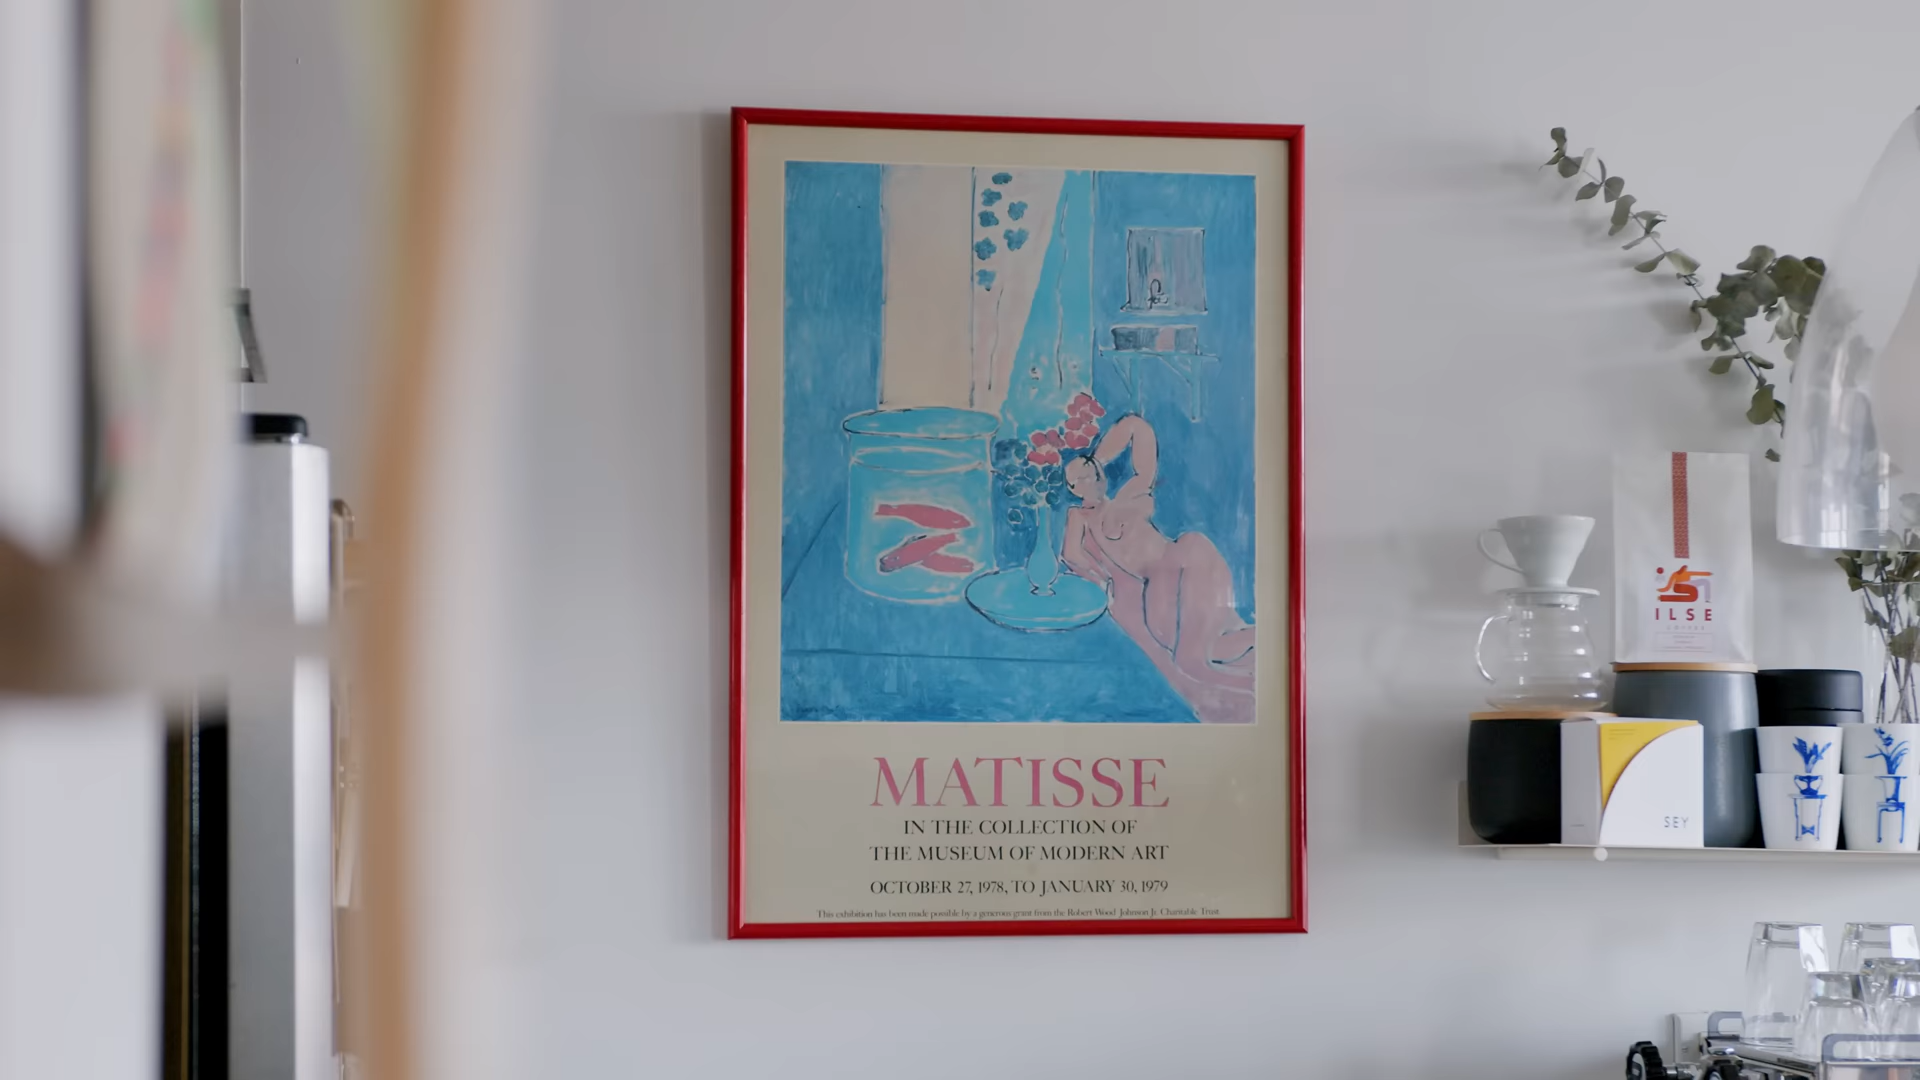 MATISSE
IN THE COLLECTION OF
THE MUSEUM OF MODERN ART
OCTOBER 27, 1978, TO JANUARY 30, 1979
This exhibition has been made possible by a generous grant from the Robert Wood Johnson Jr. Charitable Trust
ILSE
COFFEE
SEY